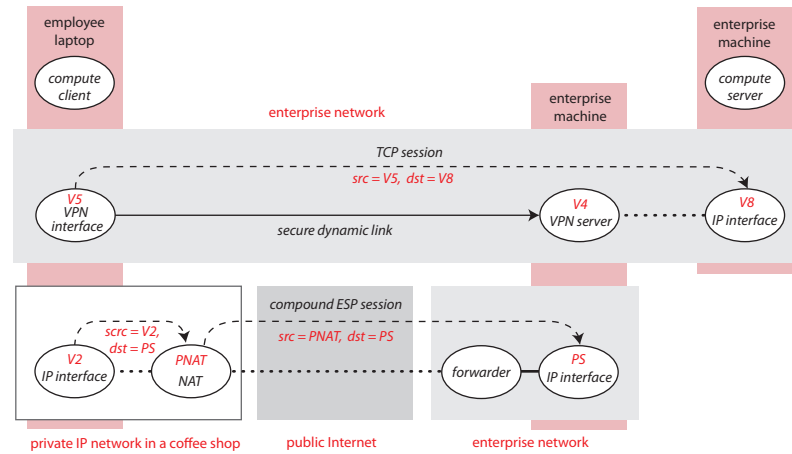 employee
laptop
compute
client
enterprise
machine
compute
server
enterprise network
enterprise
machine
TCP session
src = V5, dst = V8
V5
VPN
interface
V4
VPN server
V8
IP interface
secure dynamic link
compound ESP session
scrc = V2,
dst = PS
src = PNAT, dst = PS
V2
IP interface
PNAT
NAT
forwarder
PS
IP interface
private IP network in a coffee shop
public Internet
enterprise network